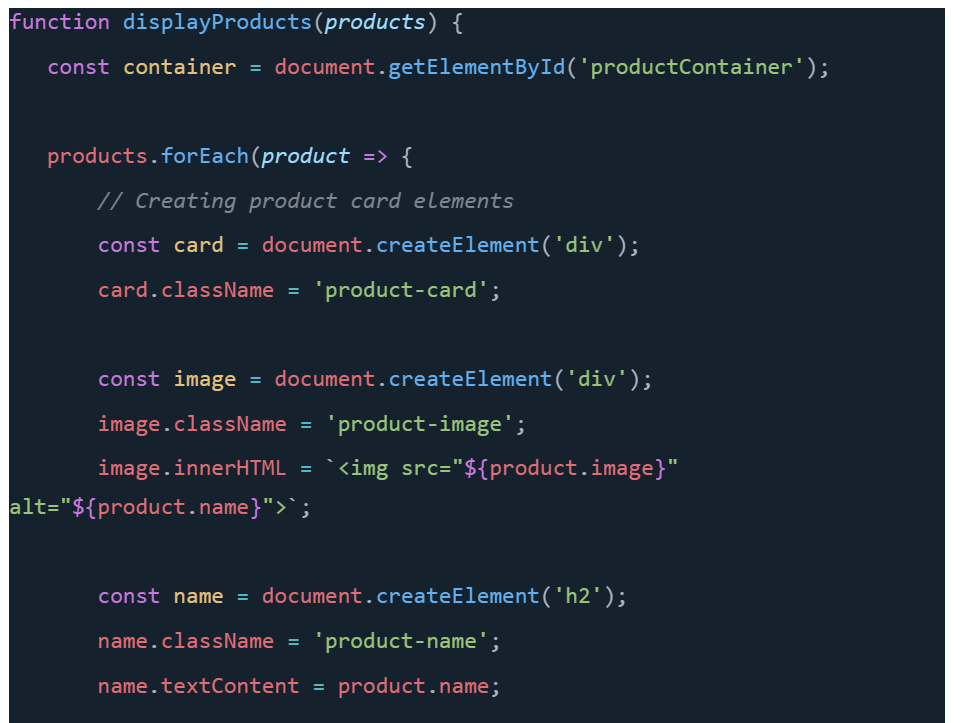 function displayProducts(products) {
const container = document.getElementById('productContainer');
products.forEach(product => {
// Creating product card elements
const card = document.createElement('div');
card.className = 'product-card';
const image = document.createElement('div');
image.className = 'product-image';
image.innerHTML = `<img src="${product.image}"
alt="${product.name}">`;
const name = document.createElement('h2');
name.className = 'product-name';
name.textContent = product.name;